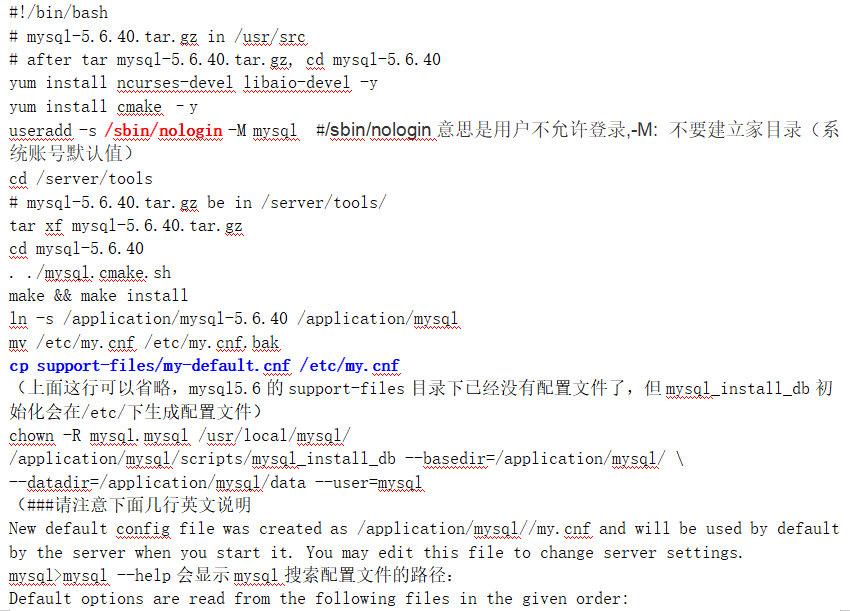 #!/bin/bash
# mysql-5.6.40.tar.gz in /usr/src
# after tar mysql-5.6.40.tar.gz, cd mysql-5.6.40
yum install ncurses-devel libaio-devel -y
yum install cmake －y
useradd -s /sbin/nologin -M mysql  #/sbin/nologin 意思是用户不允许登录,-M: 不要建立家目录（系
统账号默认值）
cd /server/tools
# mysql-5.6.40.tar.gz be in /server/tools/
tar xf mysql-5.6.40.tar.gz
cd mysql-5.6.40
. ./mysql.cmake.sh
make && make install
ln -s /application/mysql-5.6.40 /application/mysql
mv /etc/my.cnf /etc/my.cnf.bak
cp support-files/my-default.cnf /etc/my.cnf
（上面这行可以省略，mysql5.6 的 support-files 目录下已经没有配置文件了，但 mysql_install_db 初
始化会在/etc/下生成配置文件）
chown -R mysql.mysql /usr/local/mysql/
/application/mysql/scripts/mysql_install_db --basedir=/application/mysql/ \
--datadir=/application/mysql/data --user=mysql
（###请注意下面几行英文说明
New default config file was created as /application/mysql//my.cnf and will be used by default
by the server when you start it. You may edit this file to change server settings.
mysql>mysql --help 会显示 mysql 搜索配置文件的路径：
Default options are read from the following files in the given order: